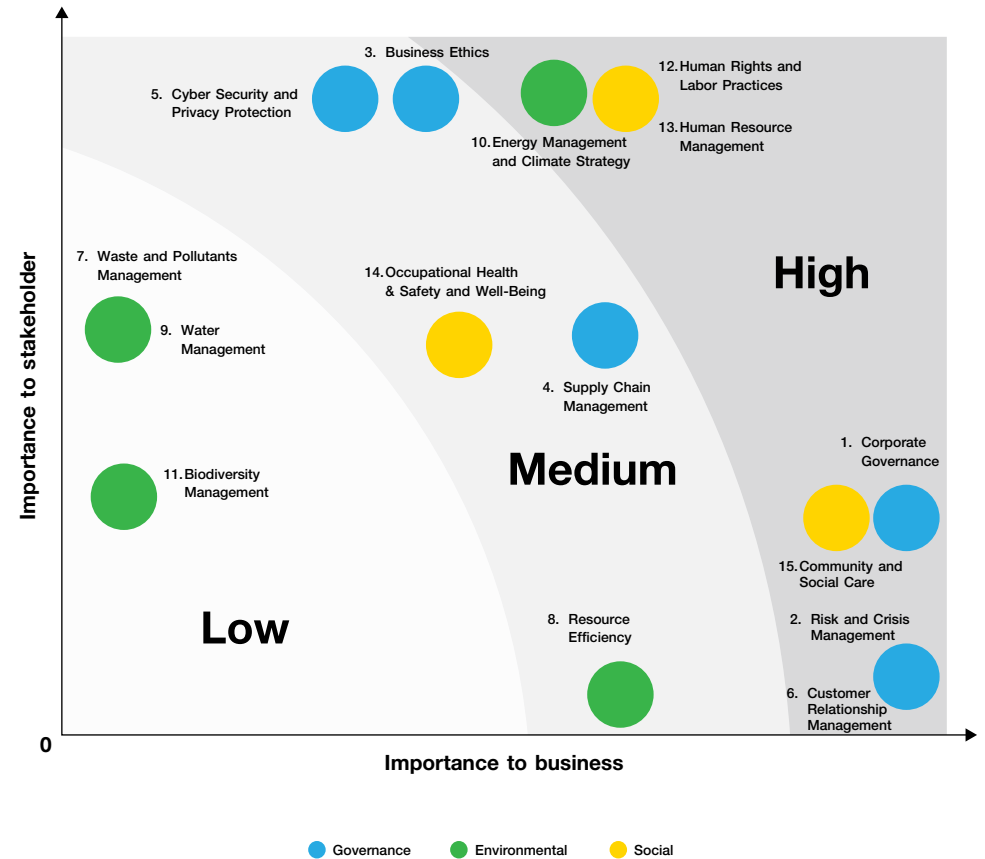 3. Business Ethics
5. Cyber Security and
Privacy Protection
12. Human Rights and
Labor Practices
13. Human Resource
Management
10. Energy Management
and Climate Strategy
7. Waste and Pollutants
Management
9. Water
Management
14. Occupational Health
& Safety and Well-Being
High
4. Supply Chain
Management
Importance to stakeholder
1. Corporate
Governance
Medium
11. Biodiversity
Management
15. Community and
Social Care
Low
8. Resource
Efficiency
2. Risk and Crisis
Management
6. Customer
Relationship
Management
0
Importance to business
Governance
Environmental
Social